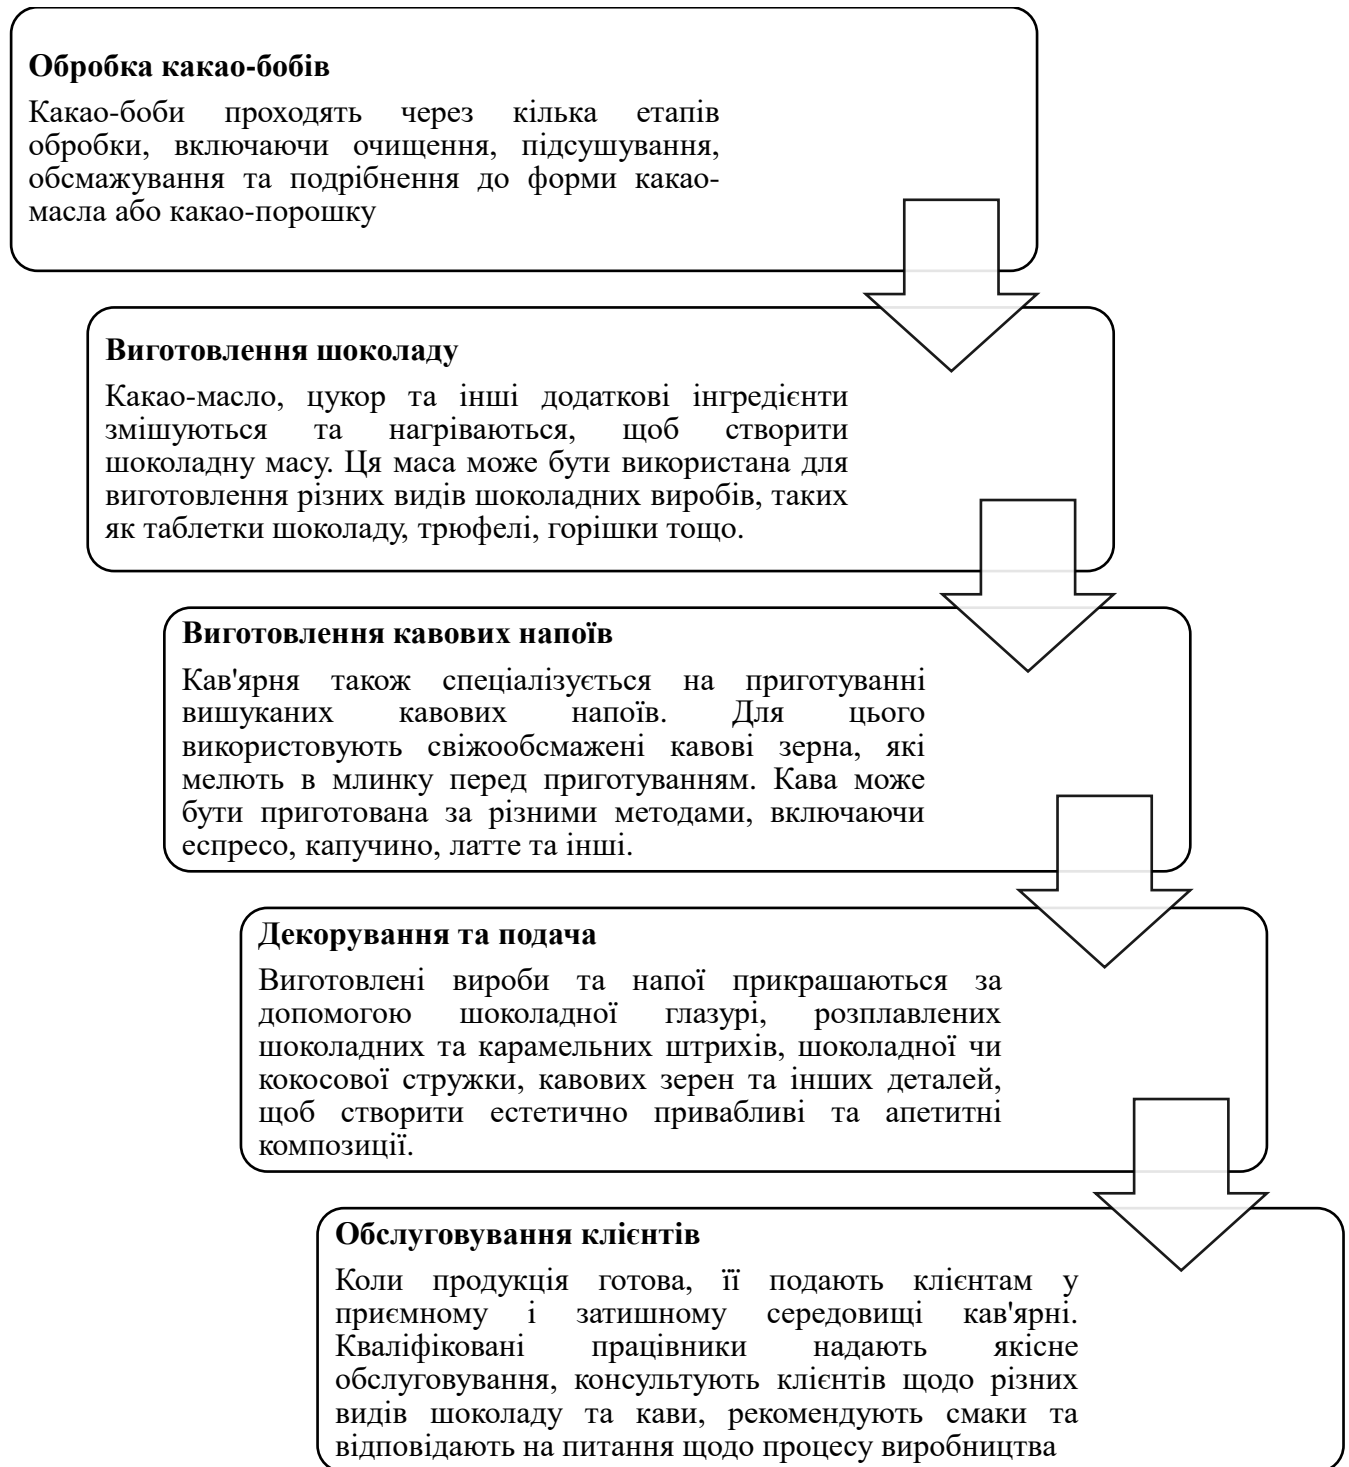 Обробка какао-бобів
Какао-боби проходять через кілька етапів
обробки, включаючи очищення, підсушування,
обсмажування та подрібнення до форми какао-
масла або какао-порошку
Виготовлення шоколаду
Какао-масло, цукор та інші додаткові інгредієнти
змішуються та нагріваються, щоб створити
шоколадну масу. Ця маса може бути використана для
виготовлення різних видів шоколадних виробів, таких
як таблетки шоколаду, трюфелі, горішки тощо.
Виготовлення кавових напоїв
Кав'ярня також спеціалізується на приготуванні
вишуканих кавових напоїв. Для цього
використовують свіжообсмажені кавові зерна, які
мелють в млинку перед приготуванням. Кава може
бути приготована за різними методами, включаючи
еспресо, капучино, латте та інші.
Декорування та подача
Виготовлені вироби та напої прикрашаються за
допомогою шоколадної глазурі, розплавлених
шоколадних та карамельних штрихів, шоколадної чи
кокосової стружки, кавових зерен та інших деталей,
щоб створити естетично привабливі та апетитні
композиції.
Обслуговування клієнтів
Коли продукція готова, її подають клієнтам у
приємному і затишному середовищі кав'ярні.
Кваліфіковані працівники надають якісне
обслуговування, консультують клієнтів щодо різних
видів шоколаду та кави, рекомендують смаки та
відповідають на питання щодо процесу виробництва